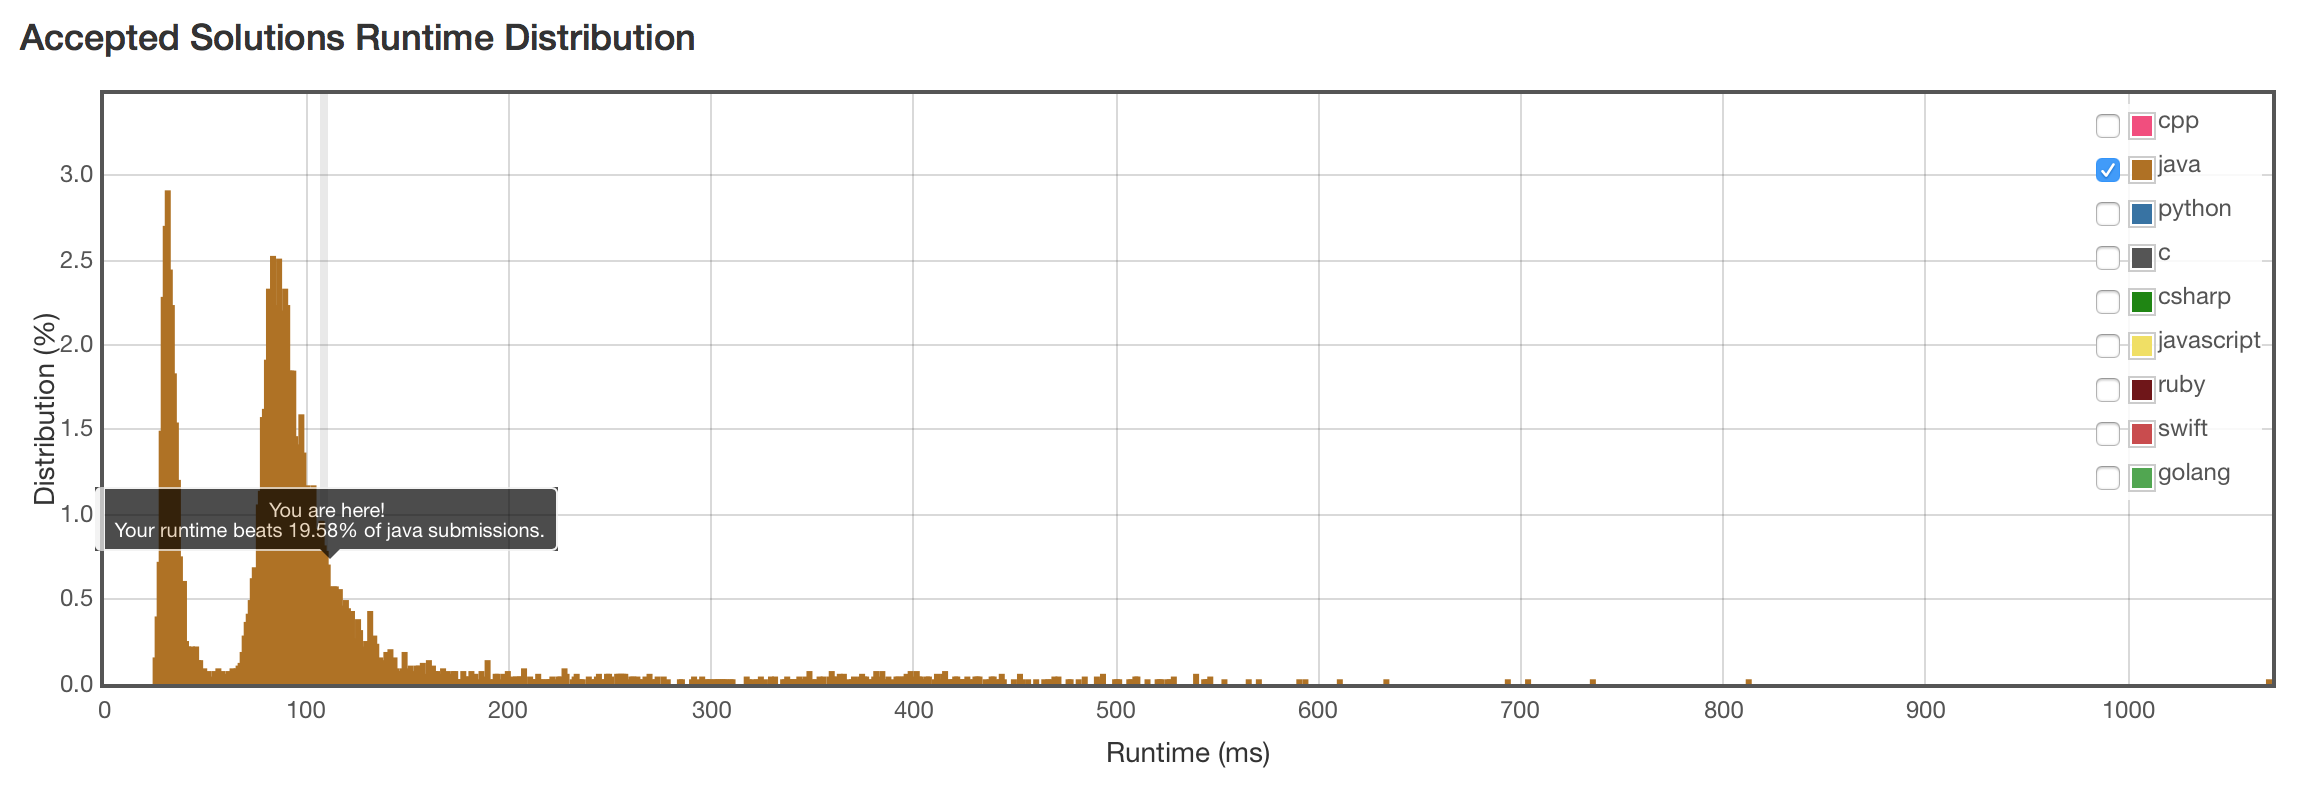 Accepted Solutions Runtime Distribution
cpp
java
python
c
csharp
javascript
ruby
swift
golang
3.0
2.5
2.0
1.5
1.0
0.5
0.0
Distribution (%)
You are here!
Your runtime beats 19.58% of java submissions.
0 100 200 300 400 500 600 700 800 900 1000
Runtime (ms)